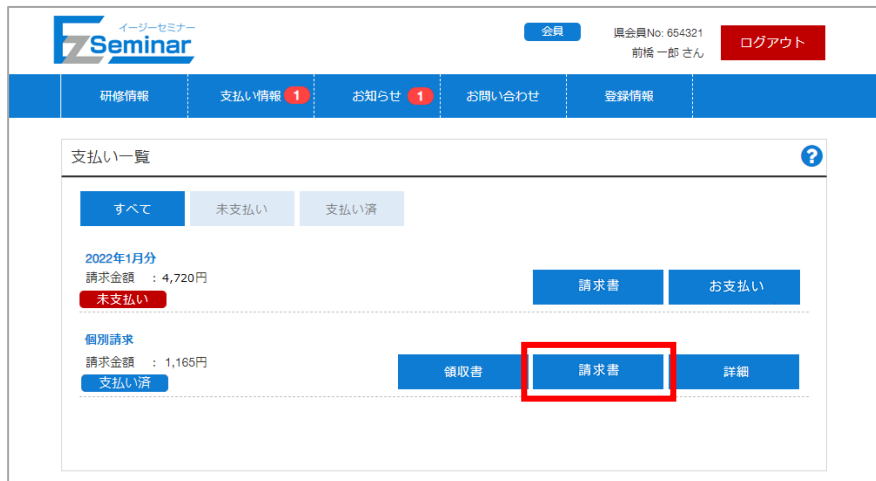 イージーセミナー
EzSeminar
会員
県会員No: 654321
前橋 一郎 さん
ログアウト
研修情報
支払い情報 1
お知らせ 1
お問い合わせ
登録情報
支払い一覧
?
すべて
未支払い
支払い済
2022年1月分
請求金額 : 4,720円
未支払い
請求書
お支払い
個別請求
請求金額 : 1,165円
支払い済
領収書
請求書
詳細